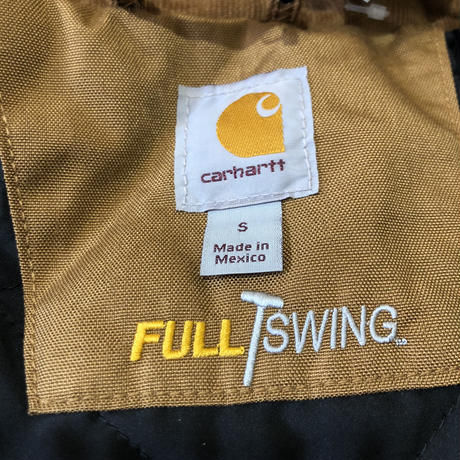 carhartt
S
Made in
Mexico
FULL SWING